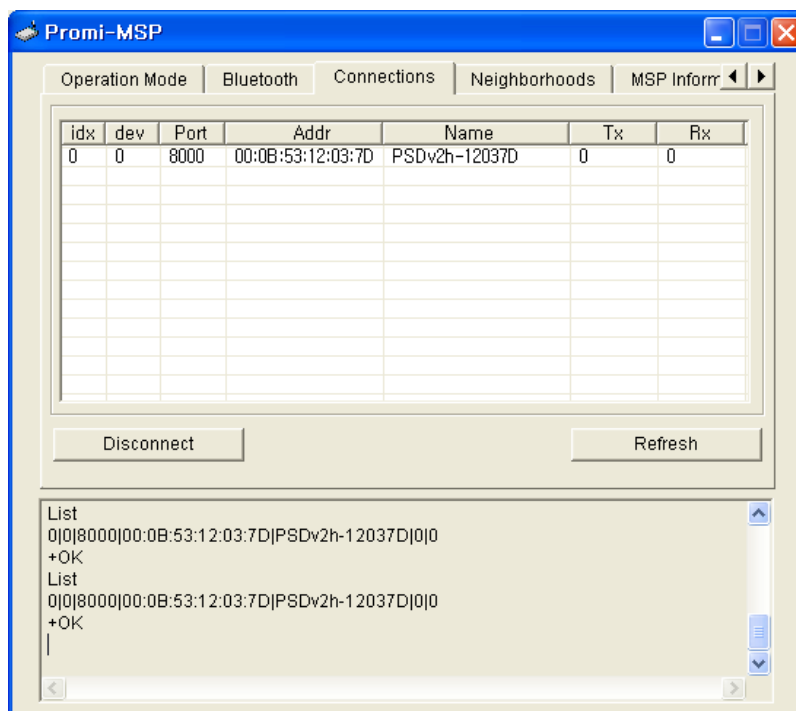 Promi-MSP
Operation Mode Bluetooth Connections Neighborhoods MSP Inform
idx dev Port Addr Name Tx Rx
0 0 8000 00:0B:53:12:03:7D PSDv2h-12037D 0 0
Disconnect Refresh
List
0|0|8000|00:0B:53:12:03:7D|PSDv2h-12037D|0|0
+OK
List
0|0|8000|00:0B:53:12:03:7D|PSDv2h-12037D|0|0
+OK